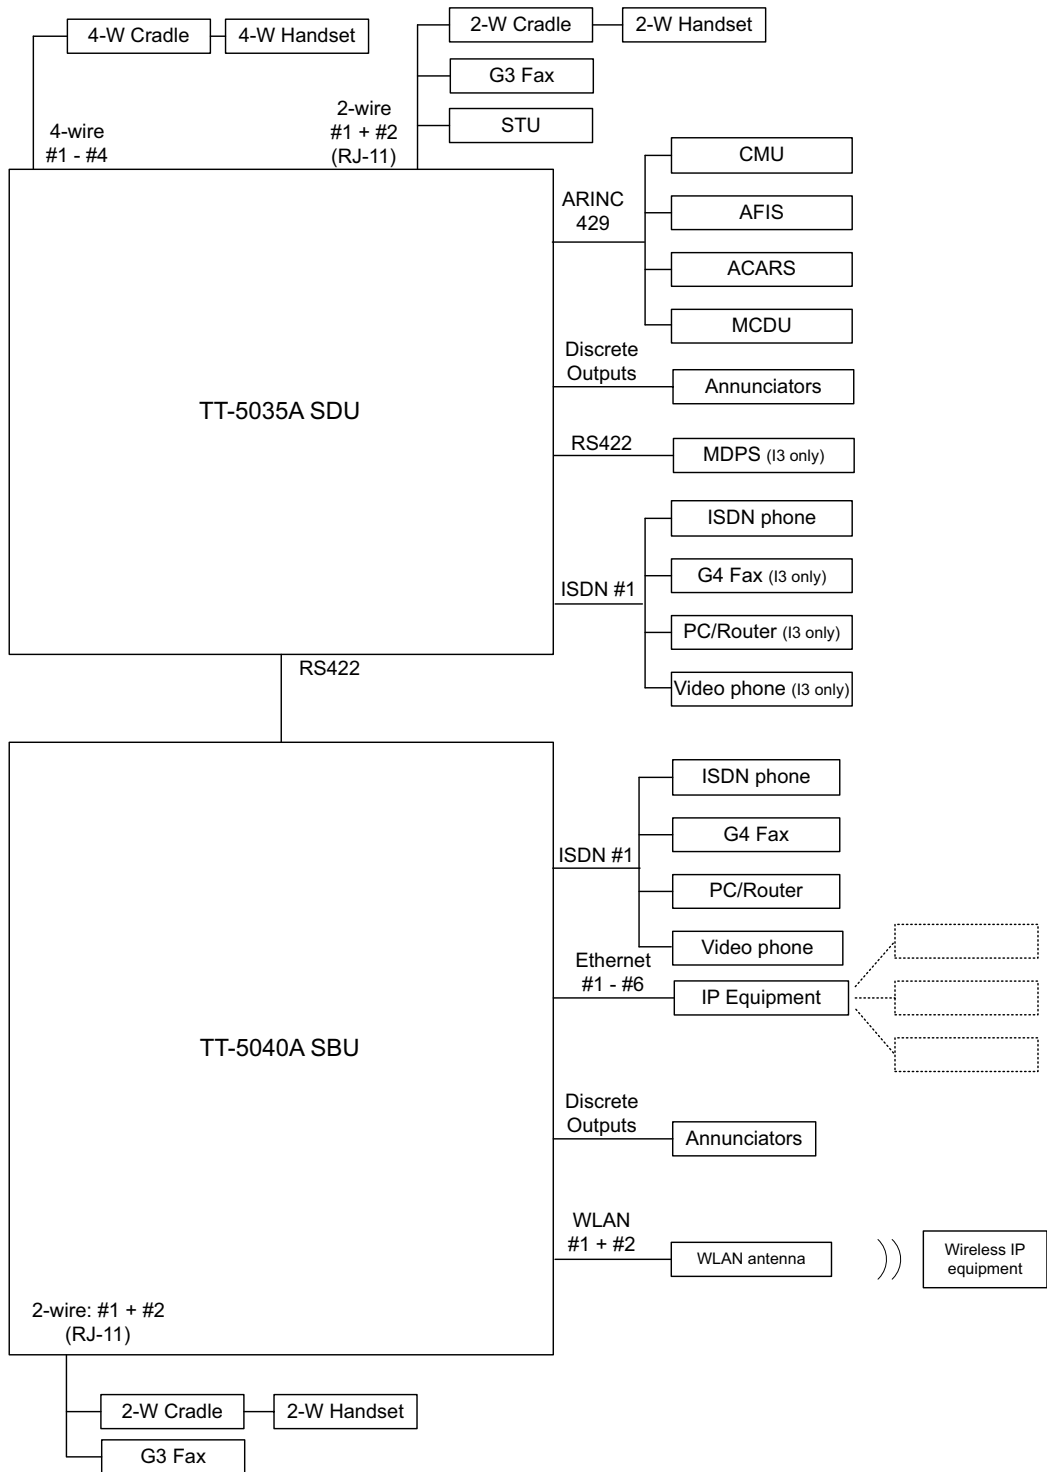 4-W Cradle
4-W Handset
2-W Cradle
2-W Handset
G3 Fax
STU
4-wire
#1 - #4
2-wire
#1 + #2
(RJ-11)
TT-5035A SDU
ARINC
429
CMU
AFIS
ACARS
MCDU
Discrete
Outputs
Annunciators
RS422
MDPS (I3 only)
ISDN #1
ISDN phone
G4 Fax (I3 only)
PC/Router (I3 only)
Video phone (I3 only)
RS422
TT-5040A SBU
ISDN #1
ISDN phone
G4 Fax
PC/Router
Video phone
Ethernet
#1 - #6
IP Equipment
Discrete
Outputs
Annunciators
WLAN
#1 + #2
WLAN antenna
Wireless IP
equipment
2-wire: #1 + #2
(RJ-11)
2-W Cradle
2-W Handset
G3 Fax